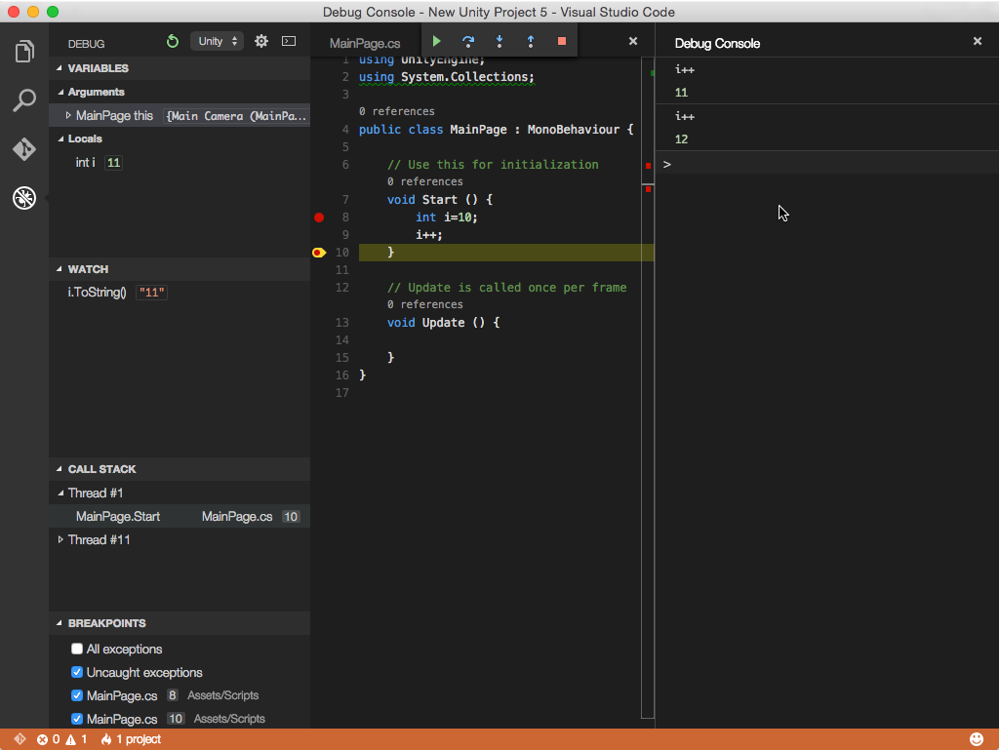 Debug Console - New Unity Project 5 - Visual Studio Code
DEBUG
Unity
VARIABLES
Arguments
MainPage this {Main Camera (MainPa...
Locals
int i 11
WATCH
i.ToString() "11"
CALL STACK
Thread #1
MainPage.Start MainPage.cs 10
Thread #11
BREAKPOINTS
All exceptions
Uncaught exceptions
MainPage.cs 8 Assets/Scripts
MainPage.cs 10 Assets/Scripts
MainPage.cs
1 using UnityEngine;
2 using System.Collections;
3
0 references
4 public class MainPage : MonoBehaviour {
5
6 // Use this for initialization
0 references
7 void Start () {
8 int i=10;
9 i++;
10 }
11
12 // Update is called once per frame
0 references
13 void Update () {
14
15 }
16 }
17
Debug Console
i++
11
i++
12
>
0 1 1 project